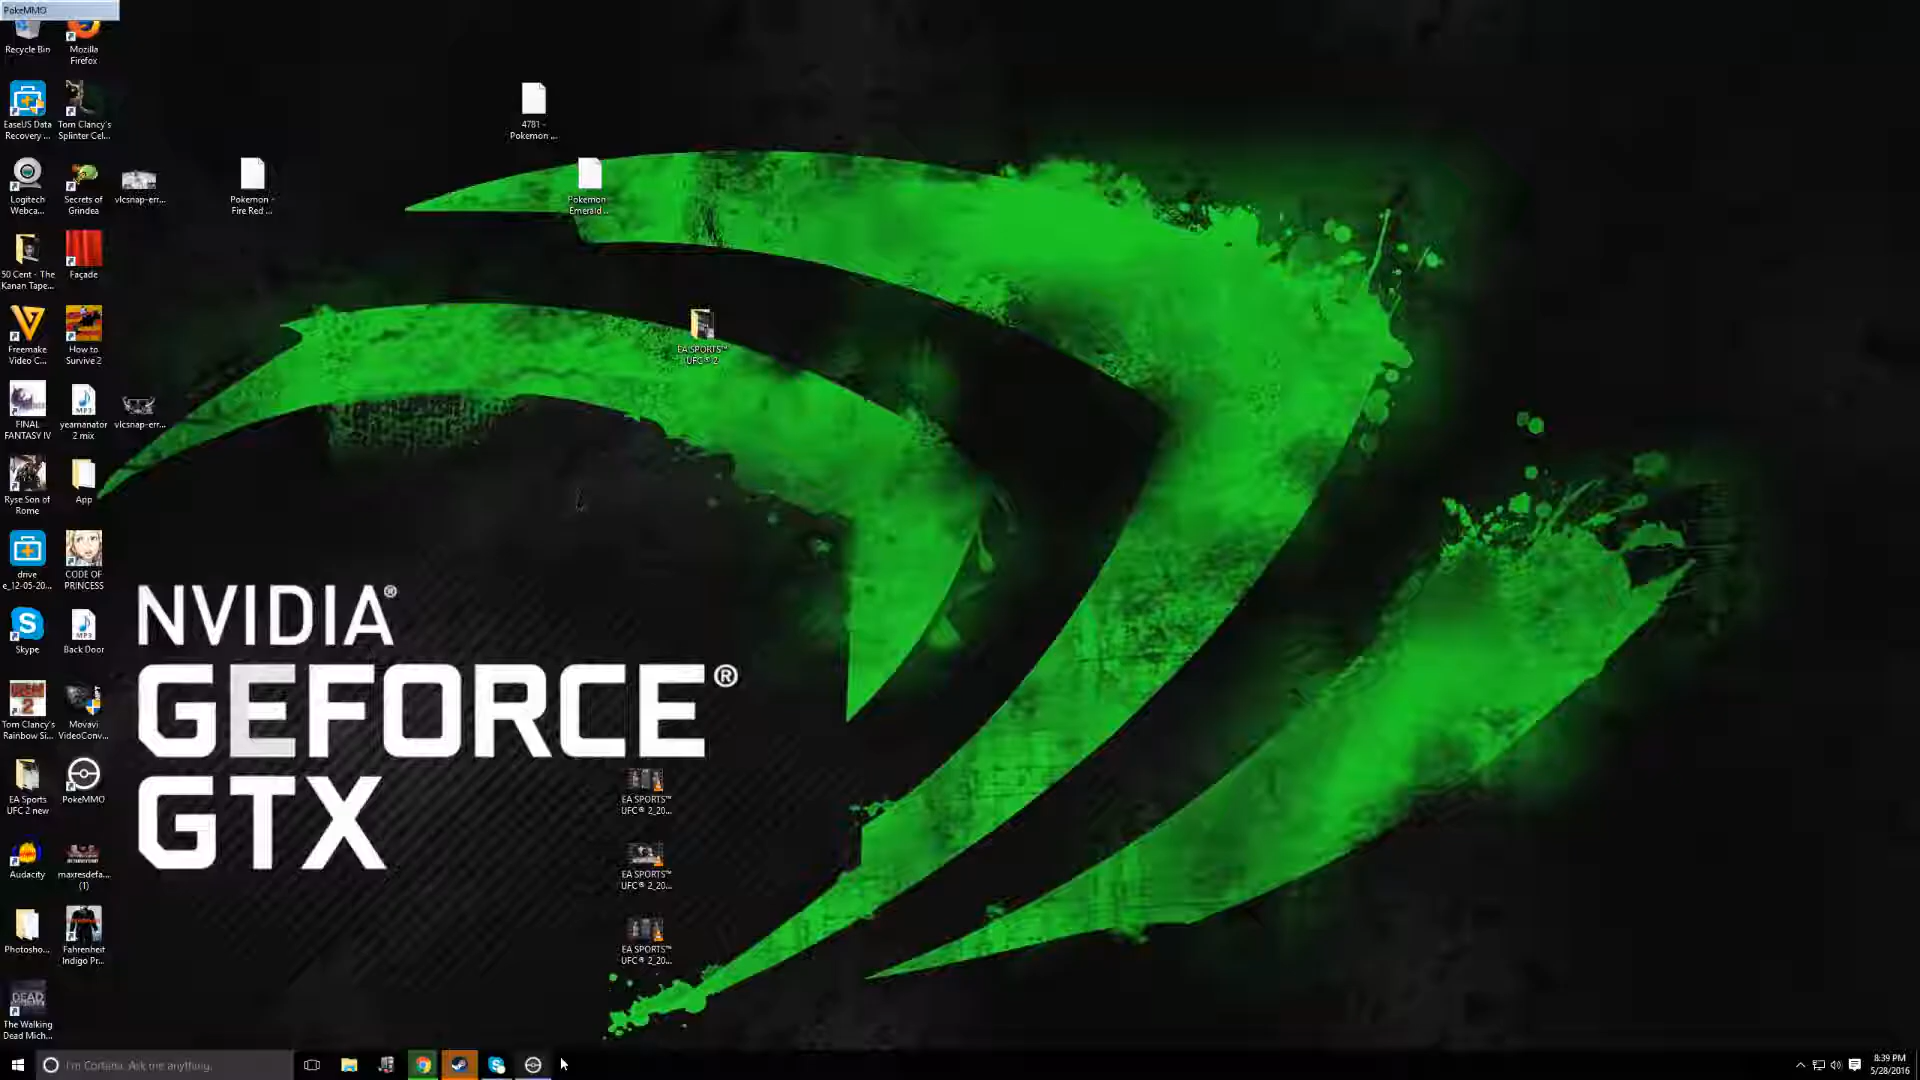 PokeMMO
Recycle Bin
Mozilla
Firefox
EaseUS Data
Recovery ...
Tom Clancy's
Splinter Cel...
4781 -
Pokemon ...
Logitech
Webca...
Secrets of
Grindea
vlcsnap-err...
Pokemon -
Fire Red ...
Pokemon
Emerald ...
50 Cent - The
Kanan Tape...
Façade
Freemake
Video C...
How to
Survive 2
EA SPORTS™
UFC® 2
FINAL
FANTASY IV
MP3
yeamanator
2 mix
vlcsnap-err...
Ryse Son of
Rome
App
drive
e_12-05-20...
CODE OF
PRINCESS
Skype
MP3
Back Door
NVIDIA®
GEFORCE®
GTX
Tom Clancy's
Rainbow Si...
Movavi
VideoConv...
EA Sports
UFC 2 new
PokeMMO
EA SPORTS™
UFC® 2_20...
Audacity
maxresdefa...
(1)
EA SPORTS™
UFC® 2_20...
Photosho...
Fahrenheit
Indigo Pr...
EA SPORTS™
UFC® 2_20...
DEAD
The Walking
Dead Mich...
I'm Cortana. Ask me anything.
8:39 PM
5/28/2016